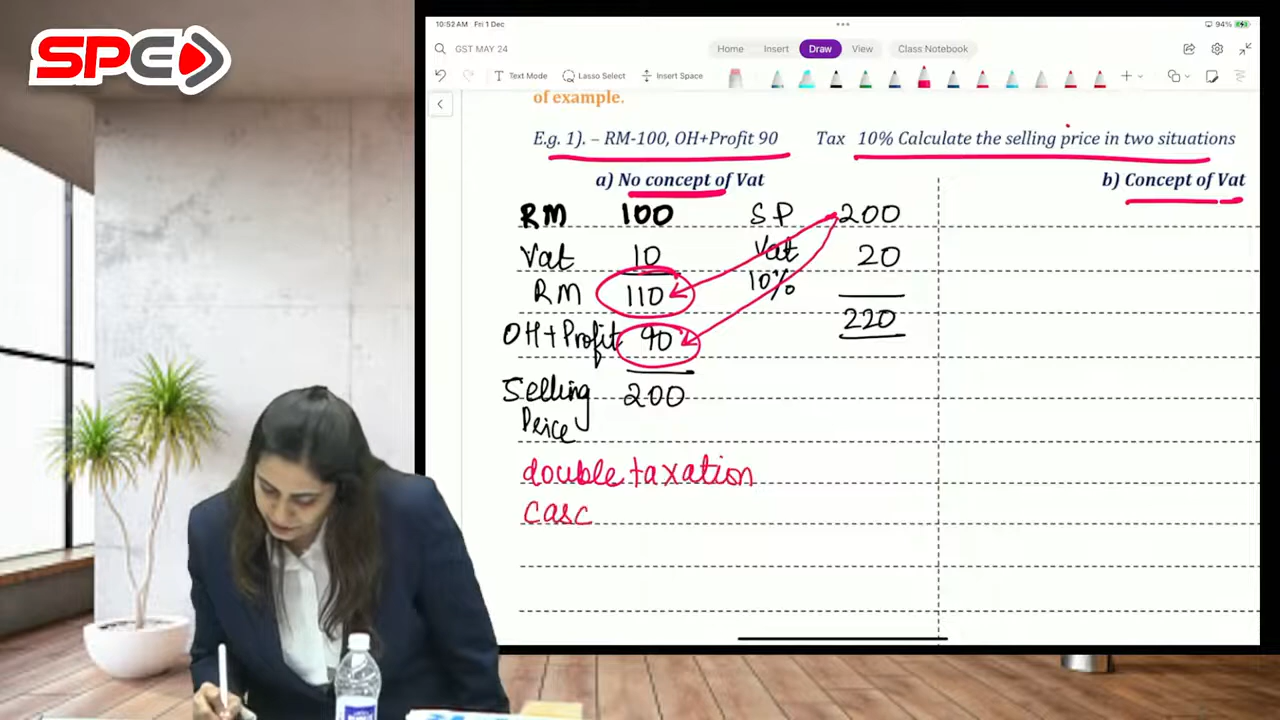 SPED
10:52 AM Fri 1 Dec
94%
GST MAY 24
Home Insert Draw View Class Notebook
Text Mode Lasso Select Insert Space
of example.
E.g. 1). – RM-100, OH+Profit 90 Tax 10% Calculate the selling price in two situations
a) No concept of Vat b) Concept of Vat
RM 100 SP 200
Vat 10 Vat 20
10%
RM 110
220
OH+Profit 90
Selling 200
Price
double taxation
casc